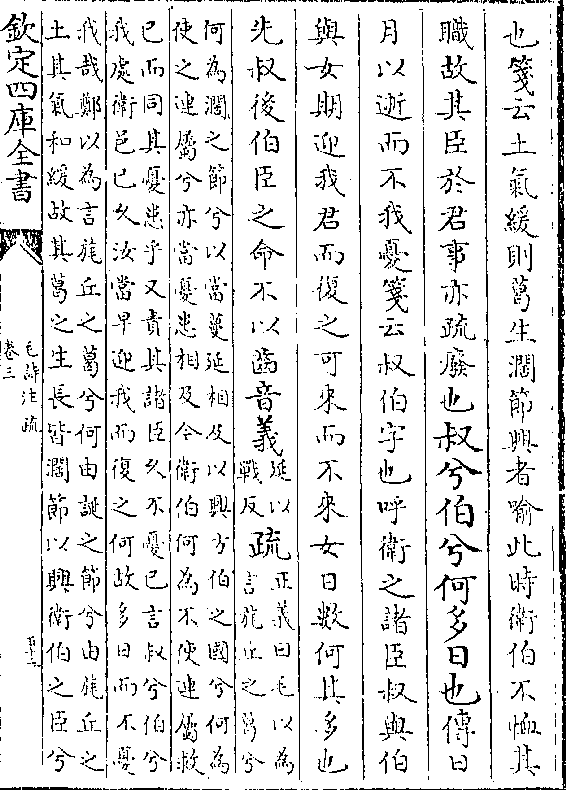 也箋云土氣緩則葛生濶節興者喻此時衛伯不恤其
職故其臣於君事亦疏廢也叔兮伯兮何多日也傳日
月以逝而不我憂箋云叔伯字也呼衛之諸臣叔與伯
與女期迎我君而復之可來而不來女日數何其多也
先叔後伯臣之命不以齒音義延以戰反疏正義曰毛以為言旄丘之葛兮
何為濶之節兮以當蔓延相及以興方伯之國兮何為
使之連屬兮亦當憂患相及令衛伯何為不使連屬救
已而同其憂患乎又責其諸臣久不憂已言叔兮伯兮
我處衛邑已久汝當早迎我而復之何故多日而不憂
我哉鄭以為言旄丘之葛兮何由誕之節兮由旄丘之
土其氣和緩故其葛之生長皆濶節以興衛伯之臣兮
欽定四庫全書
毛詩注疏
卷三